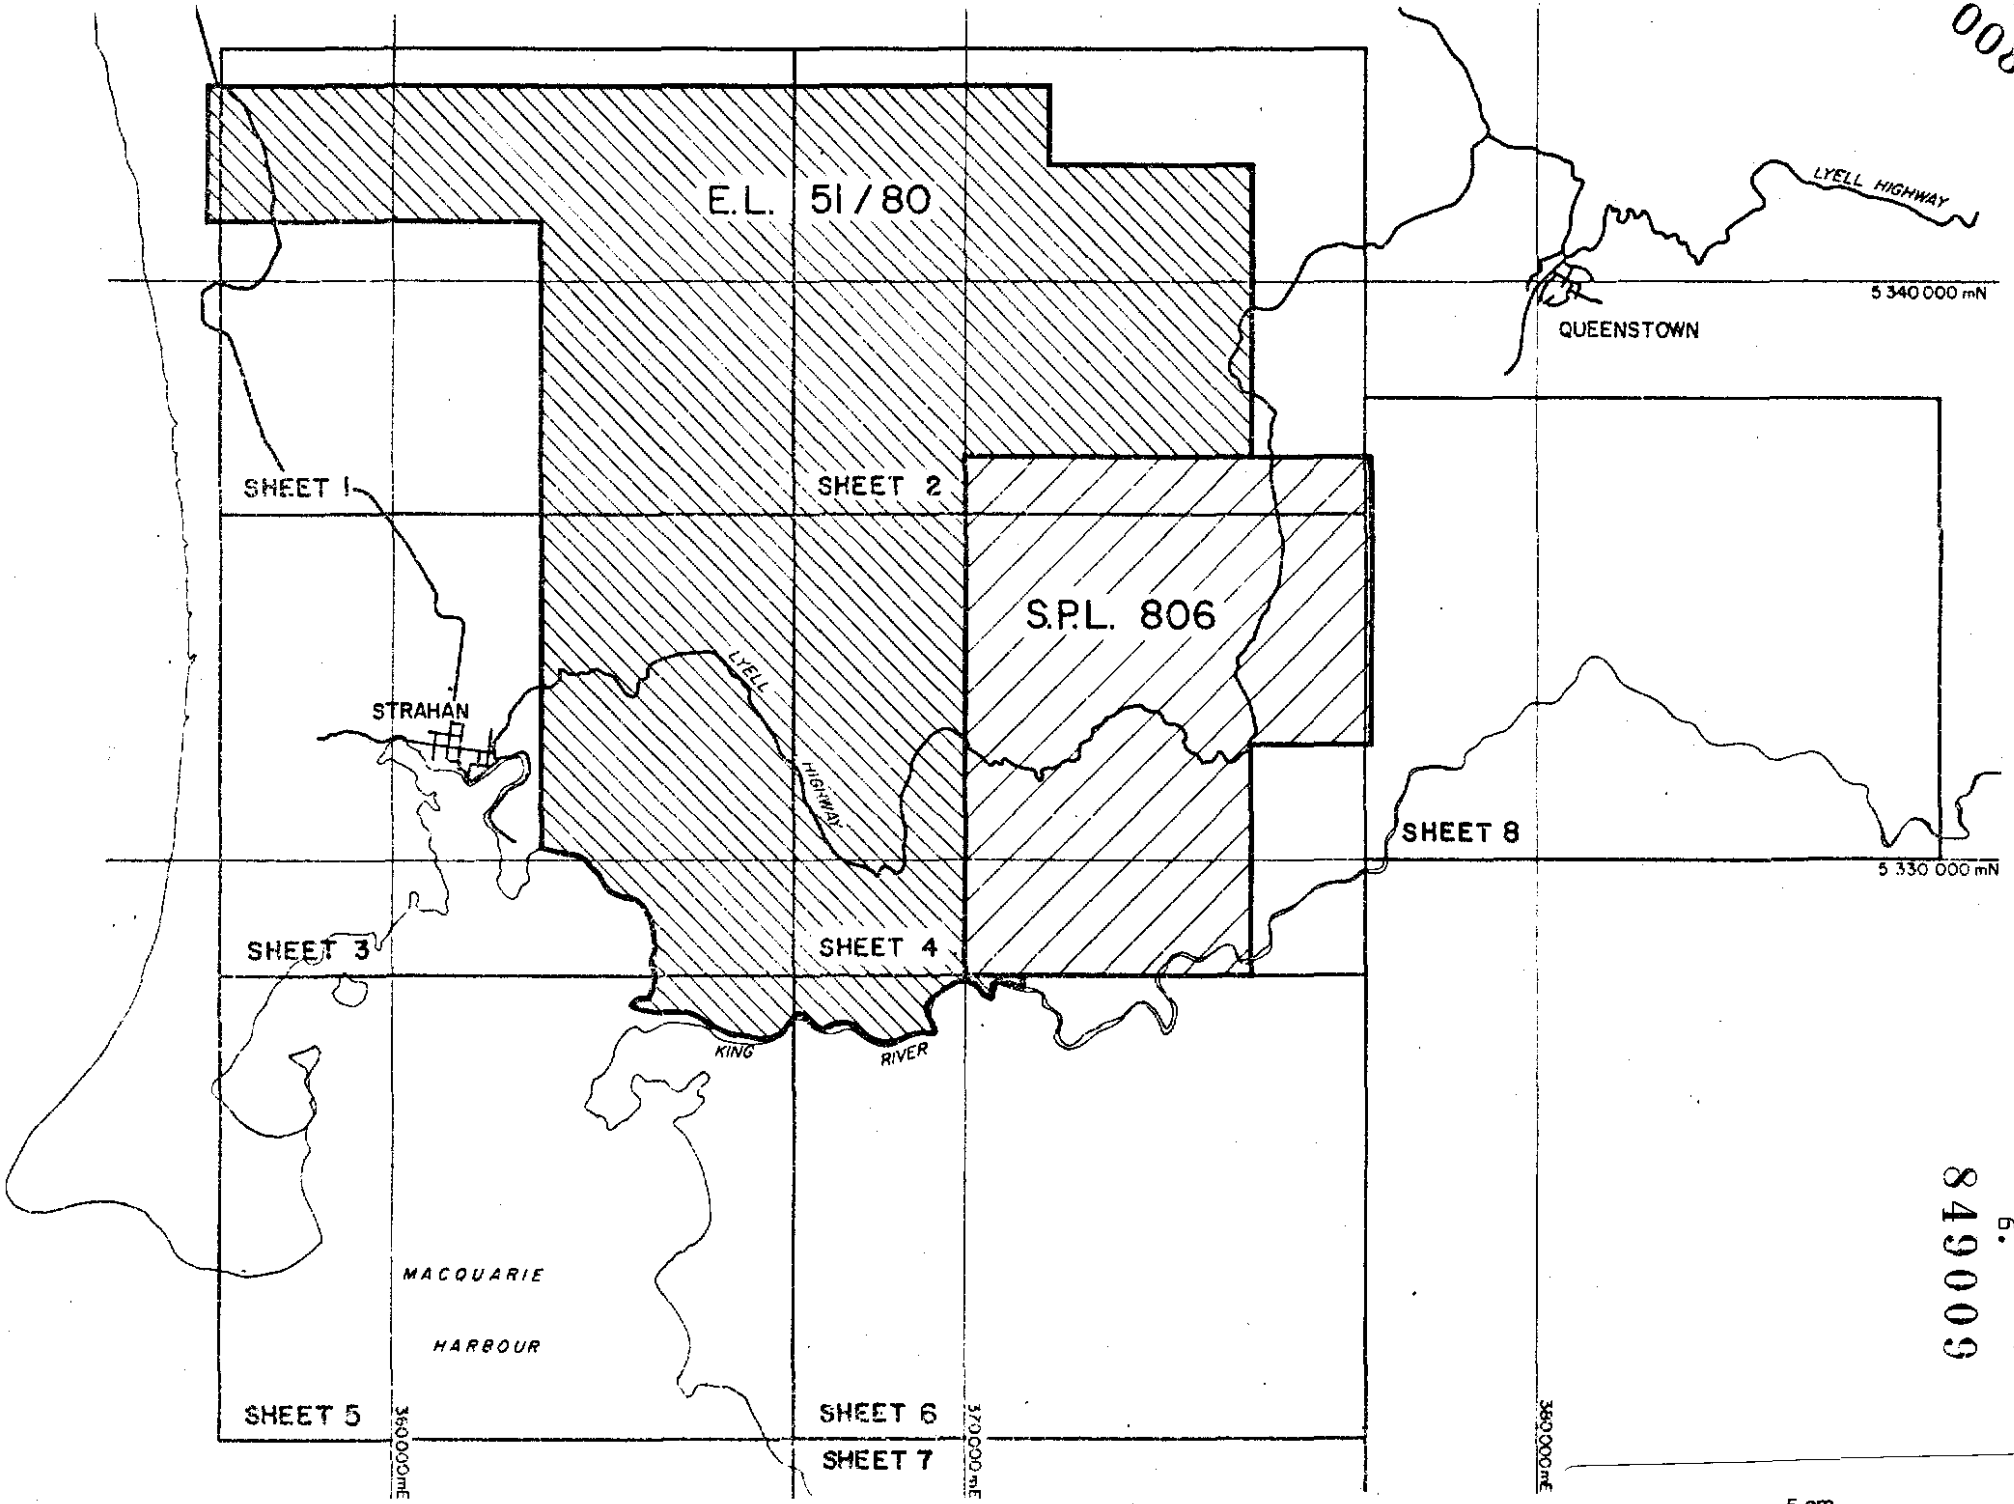 008
LYELL HIGHWAY
E.L. 51/80
5 340 000 mN
QUEENSTOWN
SHEET 1
SHEET 2
S.P.L. 806
LYELL
HIGHWAY
STRAHAN
SHEET 8
5 330 000 mN
SHEET 3
SHEET 4
KING
RIVER
6.
849009
MACQUARIE
HARBOUR
SHEET 5
SHEET 6
SHEET 7
360000mE
370000mE
380000mE
5 cm